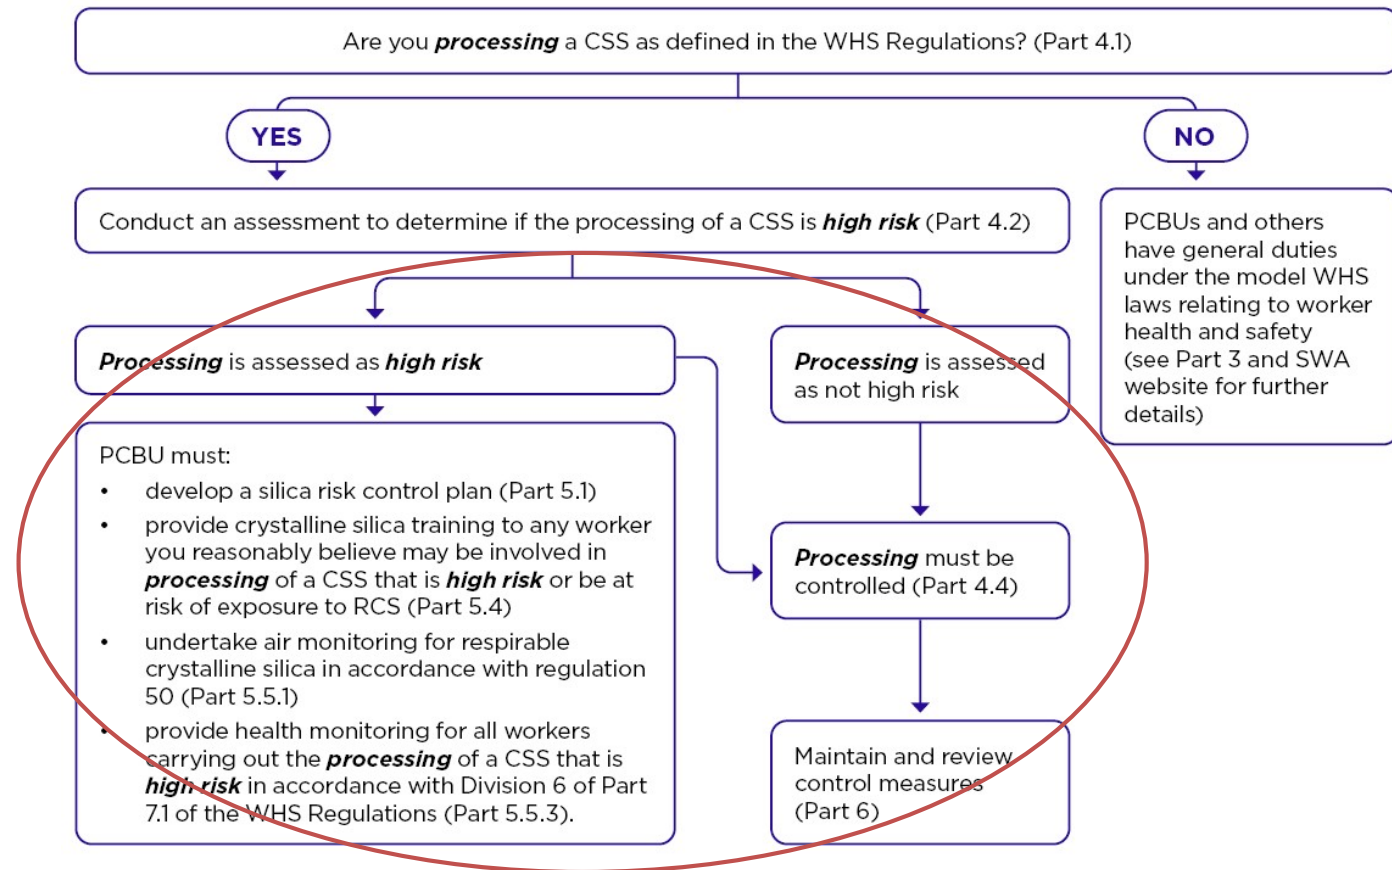 Are you processing a CSS as defined in the WHS Regulations? (Part 4.1)
YES
NO
Conduct an assessment to determine if the processing of a CSS is high risk (Part 4.2)
PCBUs and others
have general duties
under the model WHS
laws relating to worker
health and safety
(see Part 3 and SWA
website for further
details)
Processing is assessed as high risk
Processing is assessed
as not high risk
PCBU must:
• develop a silica risk control plan (Part 5.1)
• provide crystalline silica training to any worker
you reasonably believe may be involved in
processing of a CSS that is high risk or be at
risk of exposure to RCS (Part 5.4)
• undertake air monitoring for respirable
crystalline silica in accordance with regulation
50 (Part 5.5.1)
• provide health monitoring for all workers
carrying out the processing of a CSS that is
high risk in accordance with Division 6 of Part
7.1 of the WHS Regulations (Part 5.5.3).
Processing must be
controlled (Part 4.4)
Maintain and review
control measures
(Part 6)